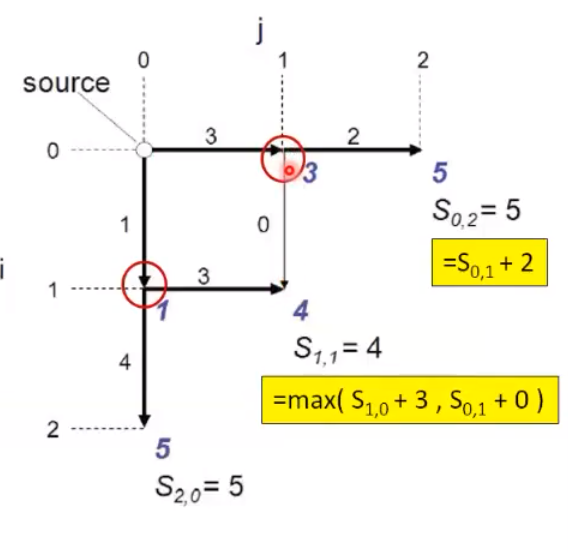 j
0 1 2
source
0 3 2
3 5
S0,2= 5
=S0,1 + 2
1 0
i
1 3
1 4
S1,1= 4
4
=max( S1,0 + 3 , S0,1 + 0 )
2
5
S2,0= 5